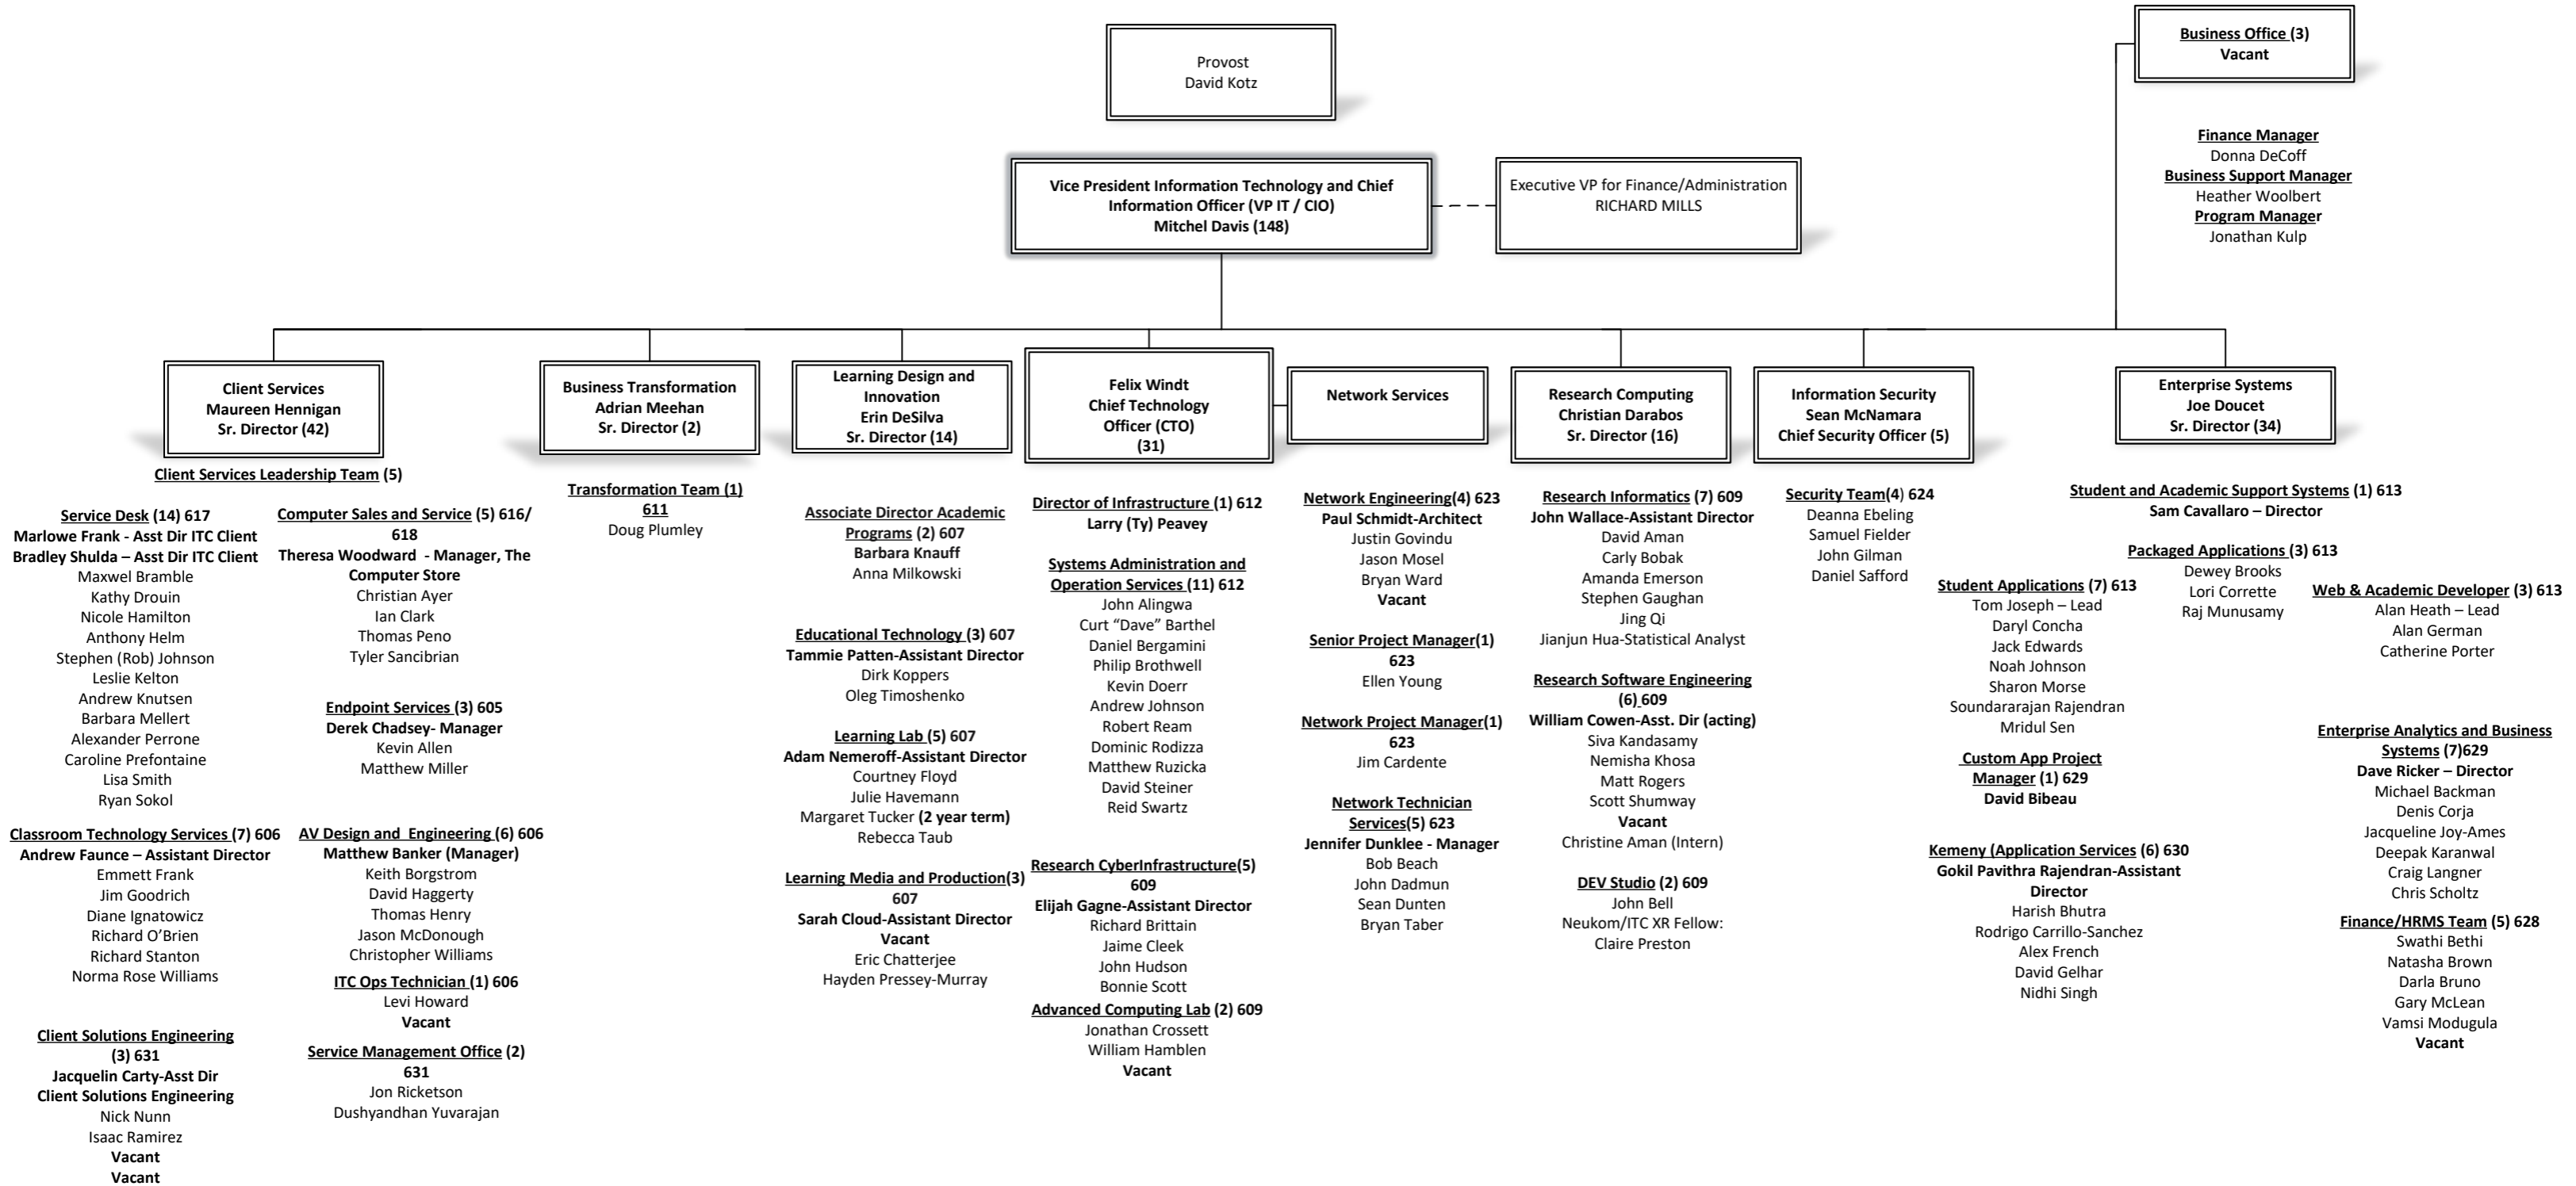 Provost
David Kotz
Business Office (3)
Vacant
Finance Manager
Donna DeCoff
Business Support Manager
Heather Woolbert
Program Manager
Jonathan Kulp
Vice President Information Technology and Chief
Information Officer (VP IT / CIO)
Mitchel Davis (148)
Executive VP for Finance/Administration
RICHARD MILLS
Client Services
Maureen Hennigan
Sr. Director (42)
Client Services Leadership Team (5)
Service Desk (14) 617
Marlowe Frank - Asst Dir ITC Client
Bradley Shulda – Asst Dir ITC Client
Maxwel Bramble
Kathy Drouin
Nicole Hamilton
Anthony Helm
Stephen (Rob) Johnson
Leslie Kelton
Andrew Knutsen
Barbara Mellert
Alexander Perrone
Caroline Prefontaine
Lisa Smith
Ryan Sokol
Classroom Technology Services (7) 606
Andrew Faunce – Assistant Director
Emmett Frank
Jim Goodrich
Diane Ignatowicz
Richard O’Brien
Richard Stanton
Norma Rose Williams
Client Solutions Engineering
(3) 631
Jacquelin Carty-Asst Dir
Client Solutions Engineering
Nick Nunn
Isaac Ramirez
Vacant
Vacant
Computer Sales and Service (5) 616/
618
Theresa Woodward - Manager, The
Computer Store
Christian Ayer
Ian Clark
Thomas Peno
Tyler Sancibrian
Endpoint Services (3) 605
Derek Chadsey- Manager
Kevin Allen
Matthew Miller
AV Design and Engineering (6) 606
Matthew Banker (Manager)
Keith Borgstrom
David Haggerty
Thomas Henry
Jason McDonough
Christopher Williams
ITC Ops Technician (1) 606
Levi Howard
Vacant
Service Management Office (2)
631
Jon Ricketson
Dushyandhan Yuvarajan
Business Transformation
Adrian Meehan
Sr. Director (2)
Transformation Team (1)
611
Doug Plumley
Learning Design and
Innovation
Erin DeSilva
Sr. Director (14)
Associate Director Academic
Programs (2) 607
Barbara Knauff
Anna Milkowski
Educational Technology (3) 607
Tammie Patten-Assistant Director
Dirk Koppers
Oleg Timoshenko
Learning Lab (5) 607
Adam Nemeroff-Assistant Director
Courtney Floyd
Julie Havemann
Margaret Tucker (2 year term)
Rebecca Taub
Learning Media and Production(3)
607
Sarah Cloud-Assistant Director
Vacant
Eric Chatterjee
Hayden Pressey-Murray
Felix Windt
Chief Technology
Officer (CTO)
(31)
Director of Infrastructure (1) 612
Larry (Ty) Peavey
Systems Administration and
Operation Services (11) 612
John Alingwa
Curt “Dave” Barthel
Daniel Bergamini
Philip Brothwell
Kevin Doerr
Andrew Johnson
Robert Ream
Dominic Rodizza
Matthew Ruzicka
David Steiner
Reid Swartz
Research CyberInfrastructure(5)
609
Elijah Gagne-Assistant Director
Richard Brittain
Jaime Cleek
John Hudson
Bonnie Scott
Advanced Computing Lab (2) 609
Jonathan Crossett
William Hamblen
Vacant
Network Services
Network Engineering(4) 623
Paul Schmidt-Architect
Justin Govindu
Jason Mosel
Bryan Ward
Vacant
Senior Project Manager(1)
623
Ellen Young
Network Project Manager(1)
623
Jim Cardente
Network Technician
Services(5) 623
Jennifer Dunklee - Manager
Bob Beach
John Dadmun
Sean Dunten
Bryan Taber
Research Computing
Christian Darabos
Sr. Director (16)
Research Informatics (7) 609
John Wallace-Assistant Director
David Aman
Carly Bobak
Amanda Emerson
Stephen Gaughan
Jing Qi
Jianjun Hua-Statistical Analyst
Research Software Engineering
(6) 609
William Cowen-Asst. Dir (acting)
Siva Kandasamy
Nemisha Khosa
Matt Rogers
Scott Shumway
Vacant
Christine Aman (Intern)
DEV Studio (2) 609
John Bell
Neukom/ITC XR Fellow:
Claire Preston
Information Security
Sean McNamara
Chief Security Officer (5)
Security Team(4) 624
Deanna Ebeling
Samuel Fielder
John Gilman
Daniel Safford
Enterprise Systems
Joe Doucet
Sr. Director (34)
Student and Academic Support Systems (1) 613
Sam Cavallaro – Director
Packaged Applications (3) 613
Dewey Brooks
Lori Corrette
Raj Munusamy
Student Applications (7) 613
Tom Joseph – Lead
Daryl Concha
Jack Edwards
Noah Johnson
Sharon Morse
Soundararajan Rajendran
Mridul Sen
Custom App Project
Manager (1) 629
David Bibeau
Kemeny (Application Services (6) 630
Gokil Pavithra Rajendran-Assistant
Director
Harish Bhutra
Rodrigo Carrillo-Sanchez
Alex French
David Gelhar
Nidhi Singh
Web & Academic Developer (3) 613
Alan Heath – Lead
Alan German
Catherine Porter
Enterprise Analytics and Business
Systems (7)629
Dave Ricker – Director
Michael Backman
Denis Corja
Jacqueline Joy-Ames
Deepak Karanwal
Craig Langner
Chris Scholtz
Finance/HRMS Team (5) 628
Swathi Bethi
Natasha Brown
Darla Bruno
Gary McLean
Vamsi Modugula
Vacant